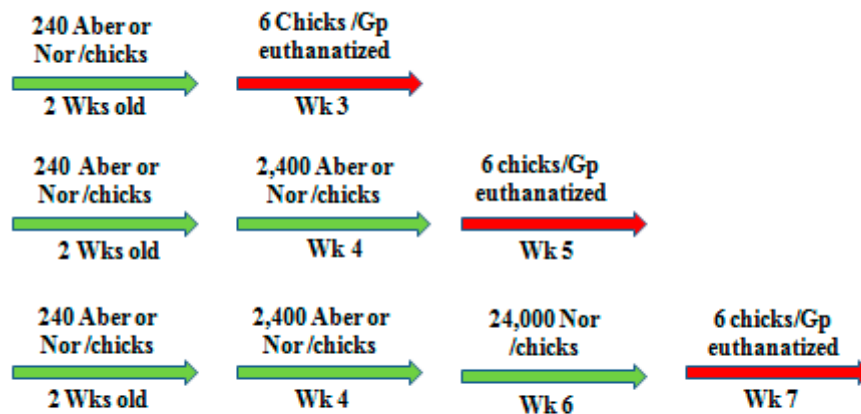 240 Aber or
Nor /chicks
6 Chicks /Gp
euthanatized
2 Wks old
Wk 3
240 Aber or
Nor /chicks
2,400 Aber or
Nor /chicks
6 chicks/Gp
euthanatized
2 Wks old
Wk 4
Wk 5
240 Aber or
Nor /chicks
2,400 Aber or
Nor /chicks
24,000 Nor
/chicks
6 chicks/Gp
euthanatized
2 Wks old
Wk 4
Wk 6
Wk 7